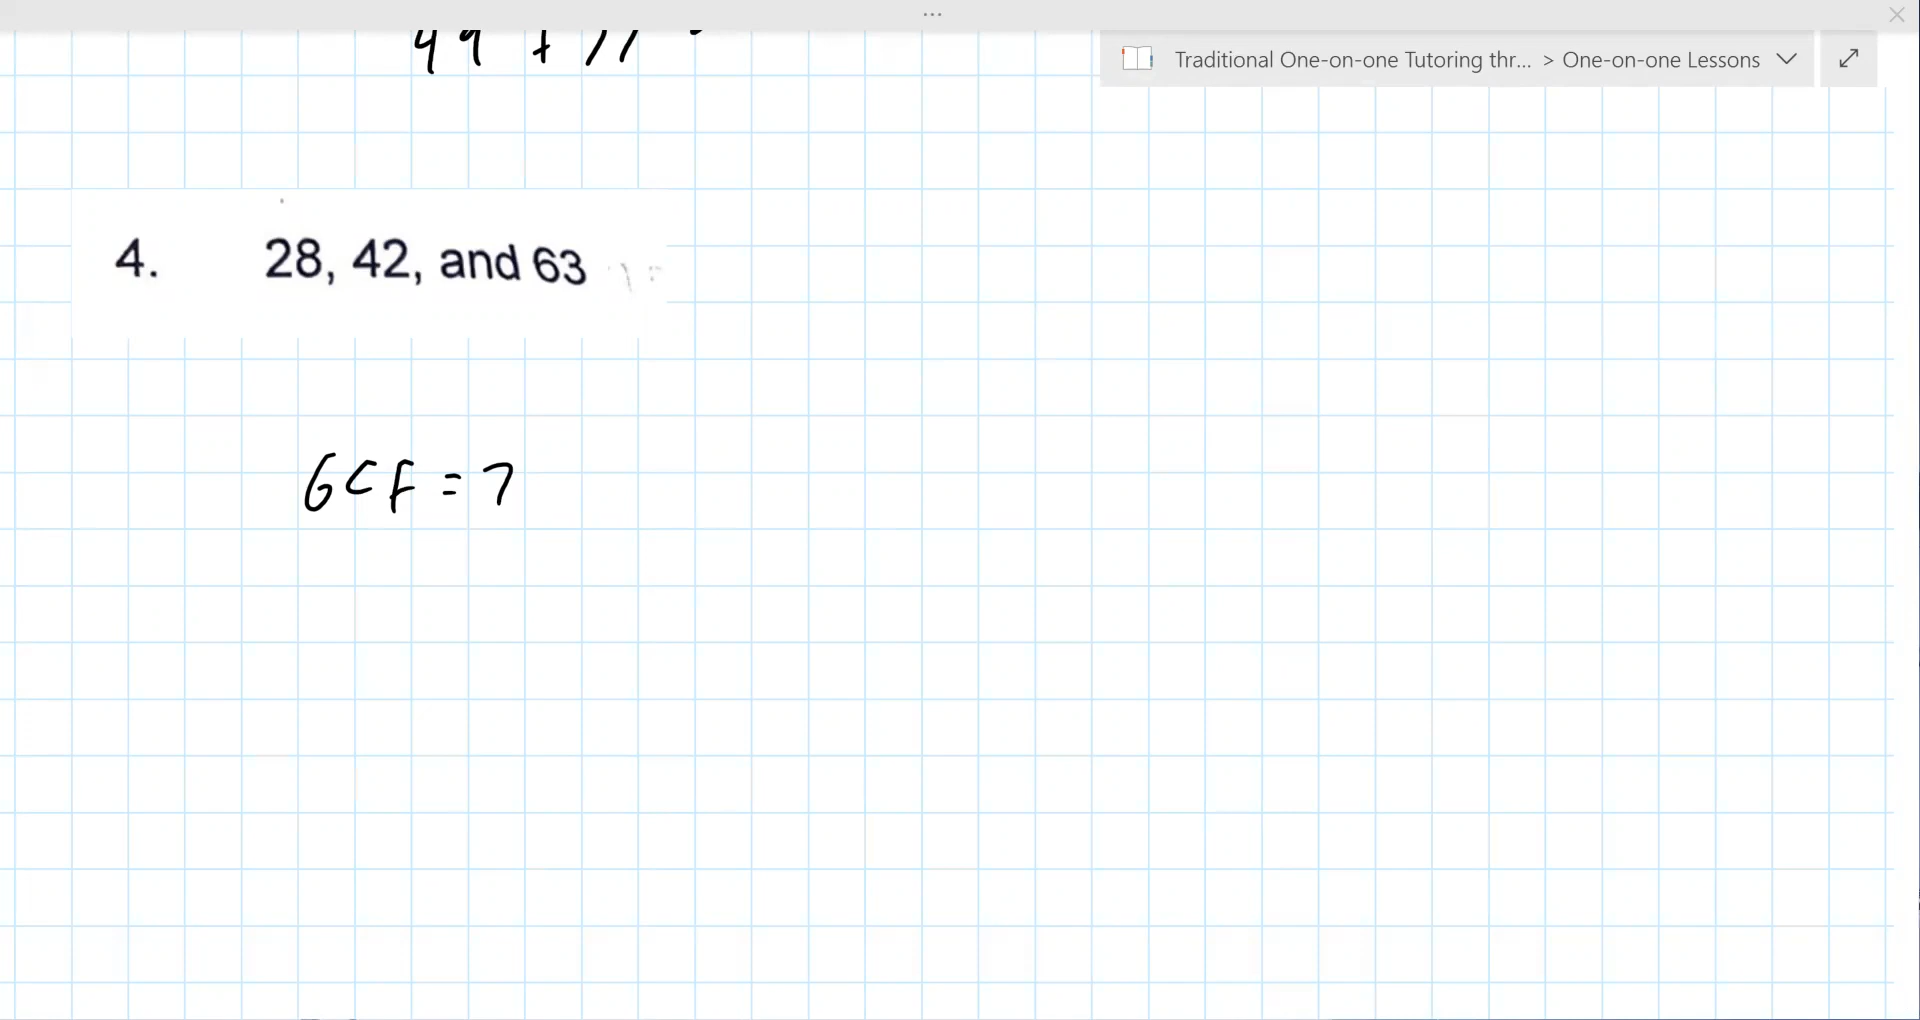 Traditional One-on-one Tutoring thr... > One-on-one Lessons
4. 28, 42, and 63
GCF = 7